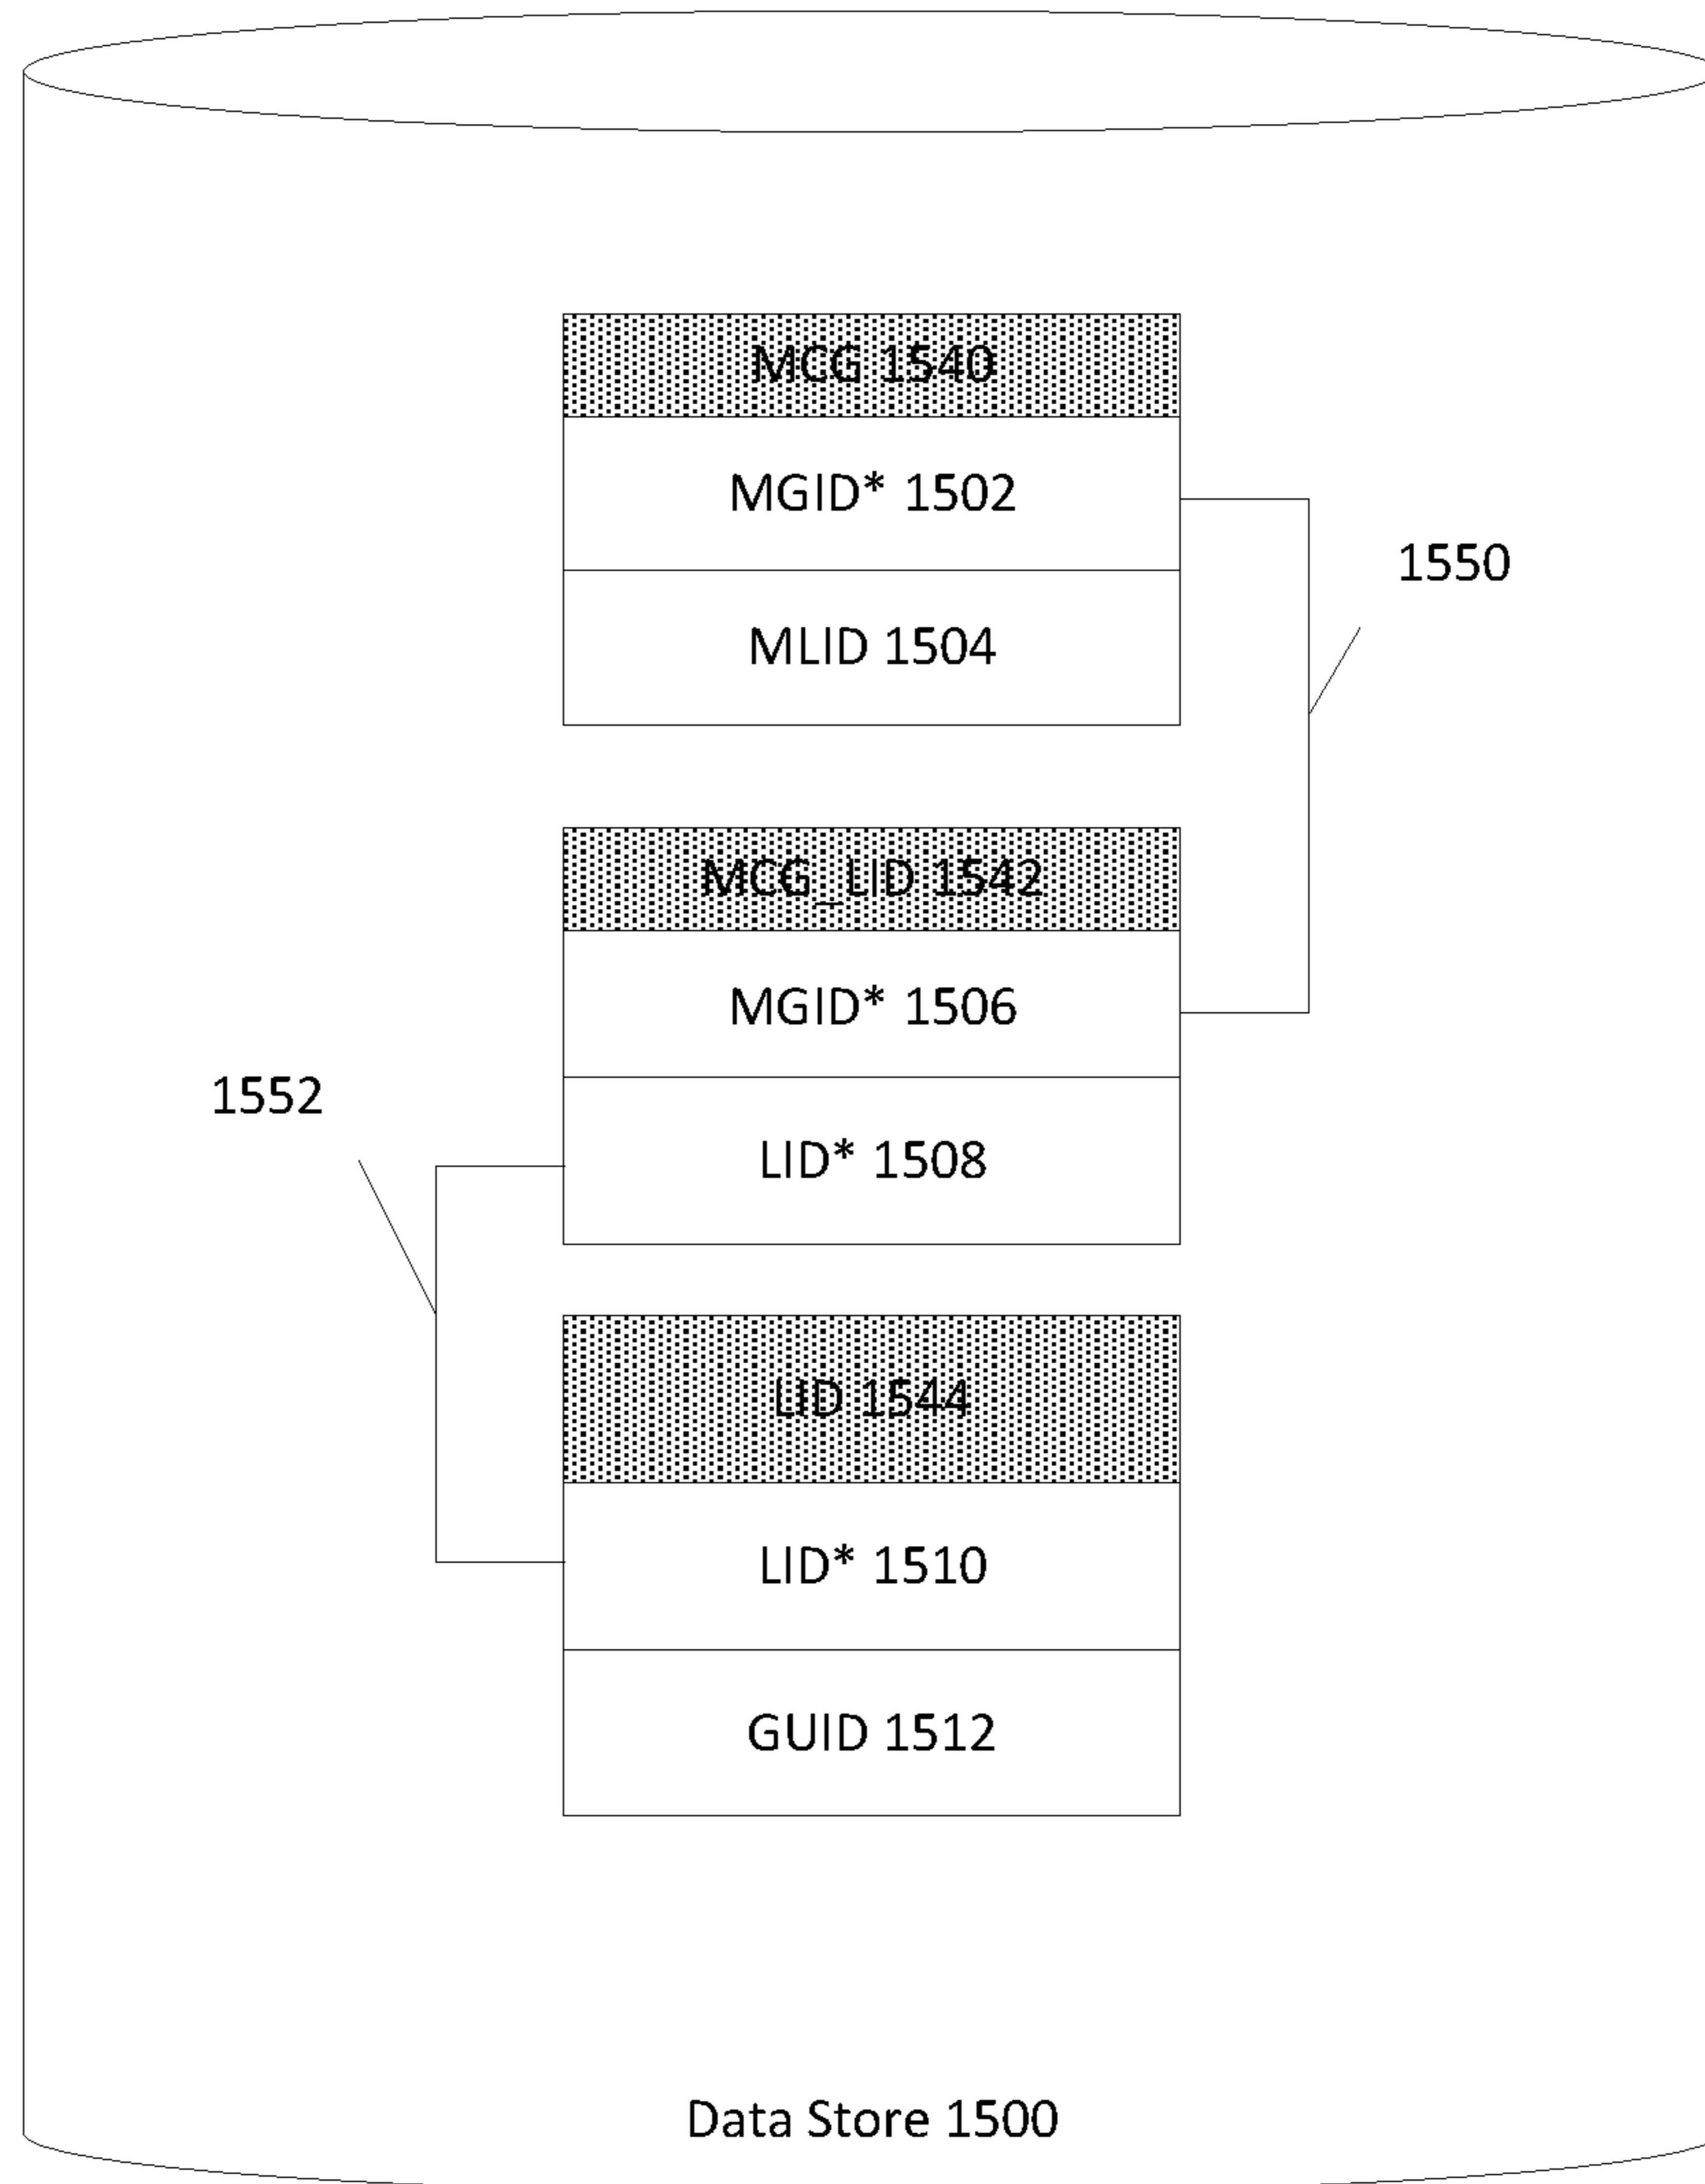 MCG 1540
MGID* 1502
1550
MLID 1504
MCG_LID 1542
MGID* 1506
1552
LID* 1508
LID 1544
LID* 1510
GUID 1512
Data Store 1500